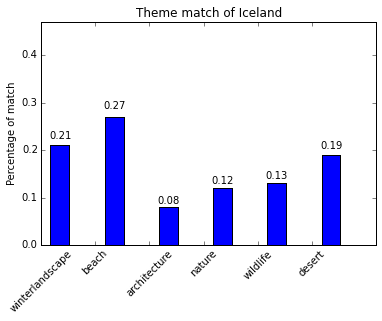 Theme match of Iceland
Percentage of match
0.4
0.3
0.2
0.1
0.0
0.21
0.27
0.08
0.12
0.13
0.19
winterlandscape
beach
architecture
nature
wildlife
desert